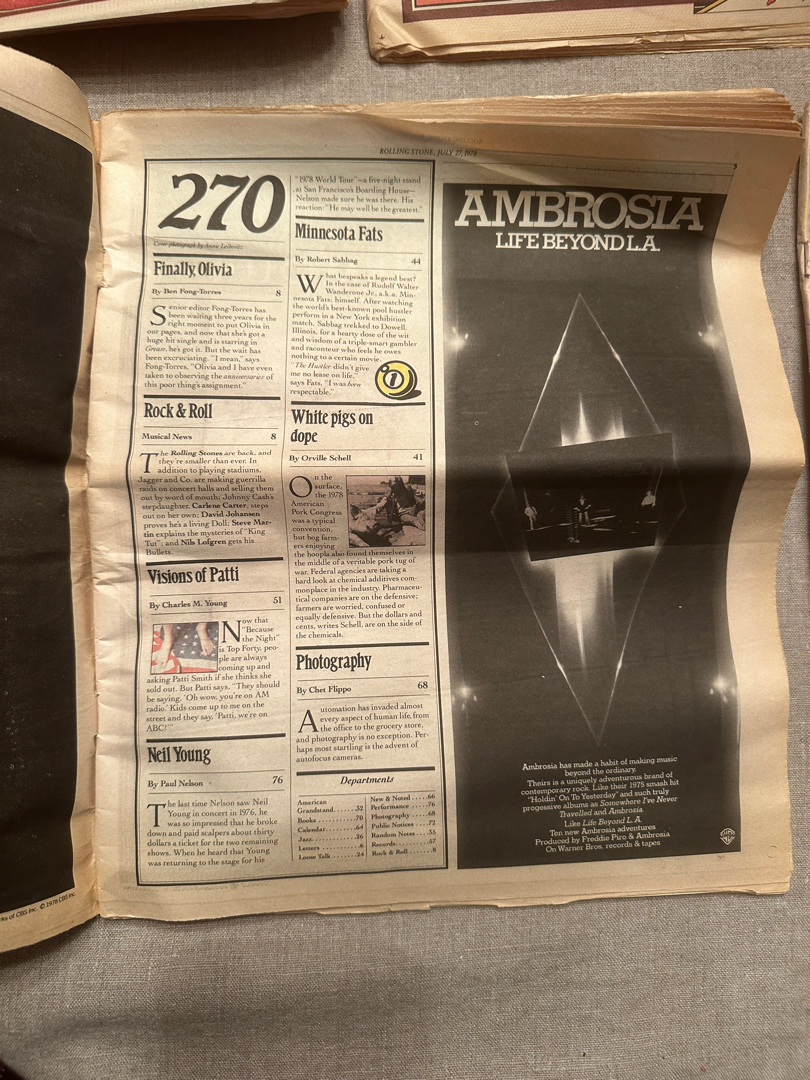 ROLLING STONE, JULY 27, 1978
270
Cover photograph by Annie Leibovitz
Finally, Olivia
By Ben Fong-Torres 8
Senior editor Fong-Torres has
been waiting three years for the
right moment to put Olivia in
our pages, and now that she's got a
huge hit single and is starring in
Grease, he's got it. But the wait has
been excruciating. "I mean," says
Fong-Torres, "Olivia and I have even
taken to observing the anniversaries of
this poor thing's assignment."
Rock & Roll
Musical News 8
The Rolling Stones are back, and
they're smaller than ever. In
addition to playing stadiums,
Jagger and Co. are making guerrilla
raids on concert halls and selling them
out by word of mouth; Johnny Cash's
stepdaughter, Carlene Carter, steps
out on her own; David Johansen
proves he's a living Doll; Steve Mar-
tin explains the mysteries of "King
Tut"; and Nils Lofgren gets his
Bullets.
Visions of Patti
By Charles M. Young 51
Now that
"Because
the Night"
is Top Forty, peo-
ple are always
coming up and
asking Patti Smith if she thinks she
sold out. But Patti says, "They should
be saying, 'Oh wow, you're on AM
radio.' Kids come up to me on the
street and they say, 'Patti, we're on
ABC!'"
Neil Young
By Paul Nelson 76
The last time Nelson saw Neil
Young in concert in 1976, he
was so impressed that he broke
down and paid scalpers about thirty
dollars a ticket for the two remaining
shows. When he heard that Young
was returning to the stage for his
"1978 World Tour"—a five-night stand
at San Francisco's Boarding House—
Nelson made sure he was there. His
reaction: "He may well be the greatest."
Minnesota Fats
By Robert Sabbag 44
What bespeaks a legend best?
In the case of Rudolf Walter
Wanderone Jr., a.k.a. Min-
nesota Fats: himself. After watching
the world's best-known pool hustler
perform in a New York exhibition
match, Sabbag trekked to Dowell,
Illinois, for a hearty dose of the wit
and wisdom of a triple-smart gambler
and raconteur who feels he owes
nothing to a certain movie.
"The Hustler didn't give
me no lease on life,"
says Fats, "I was born
respectable."
White pigs on
dope
By Orville Schell 41
On the
surface,
the 1978
American
Pork Congress
was a typical
convention,
but hog farm-
ers enjoying
the hoopla also found themselves in
the middle of a veritable pork tug of
war. Federal agencies are taking a
hard look at chemical additives com-
monplace in the industry. Pharmaceu-
tical companies are on the defensive;
farmers are worried, confused or
equally defensive. But the dollars and
cents, writes Schell, are on the side of
the chemicals.
Photography
By Chet Flippo 68
Automation has invaded almost
every aspect of human life, from
the office to the grocery store,
and photography is no exception. Per-
haps most startling is the advent of
autofocus cameras.
Departments
American
Grandstand......32
Books..........70
Calendar........64
Jazz............26
Letters..........6
Loose Talk.......24
New & Noted.....66
Performance.....76
Photography.....68
Public Notices....72
Random Notes....35
Records.........57
Rock & Roll.......8
AMBROSIA
LIFE BEYOND L.A.
Ambrosia has made a habit of making music
beyond the ordinary.
Theirs is a uniquely adventurous brand of
contemporary rock. Like their 1975 smash hit
"Holdin' On To Yesterday" and such truly
progressive albums as Somewhere I've Never
Travelled and Ambrosia.
Like Life Beyond L.A.
Ten new Ambrosia adventures
Produced by Freddie Piro & Ambrosia
On Warner Bros. records & tapes
ks of CBS Inc. © 1978 CBS Inc.